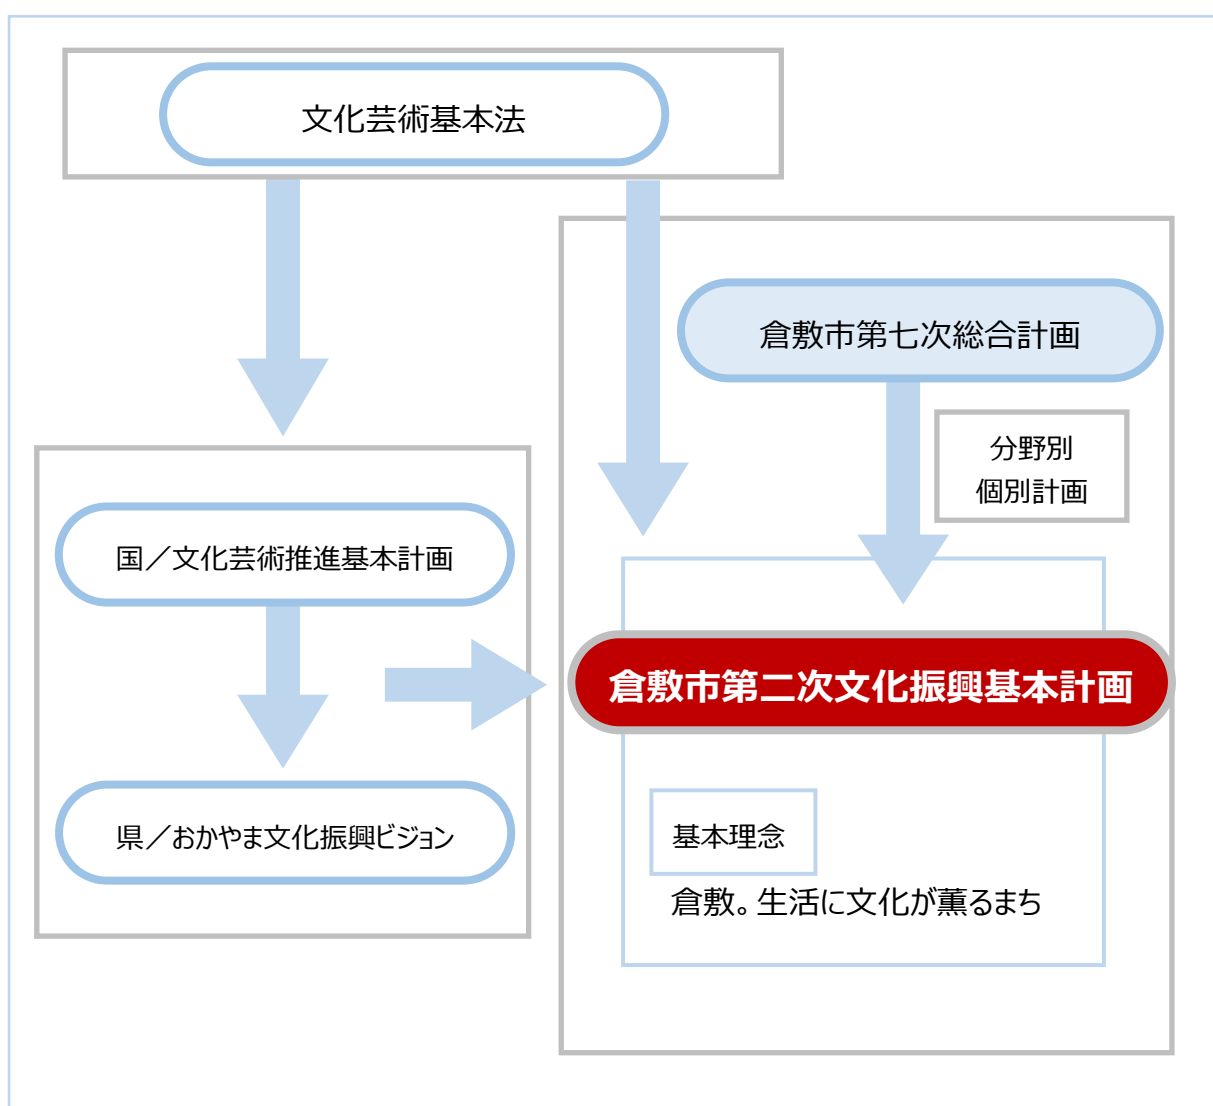 文化芸術基本法
倉敷市第七次総合計画
分野別
個別計画
国／文化芸術推進基本計画
倉敷市第二次文化振興基本計画
県／おかやま文化振興ビジョン
基本理念
倉敷。生活に文化が薫るまち